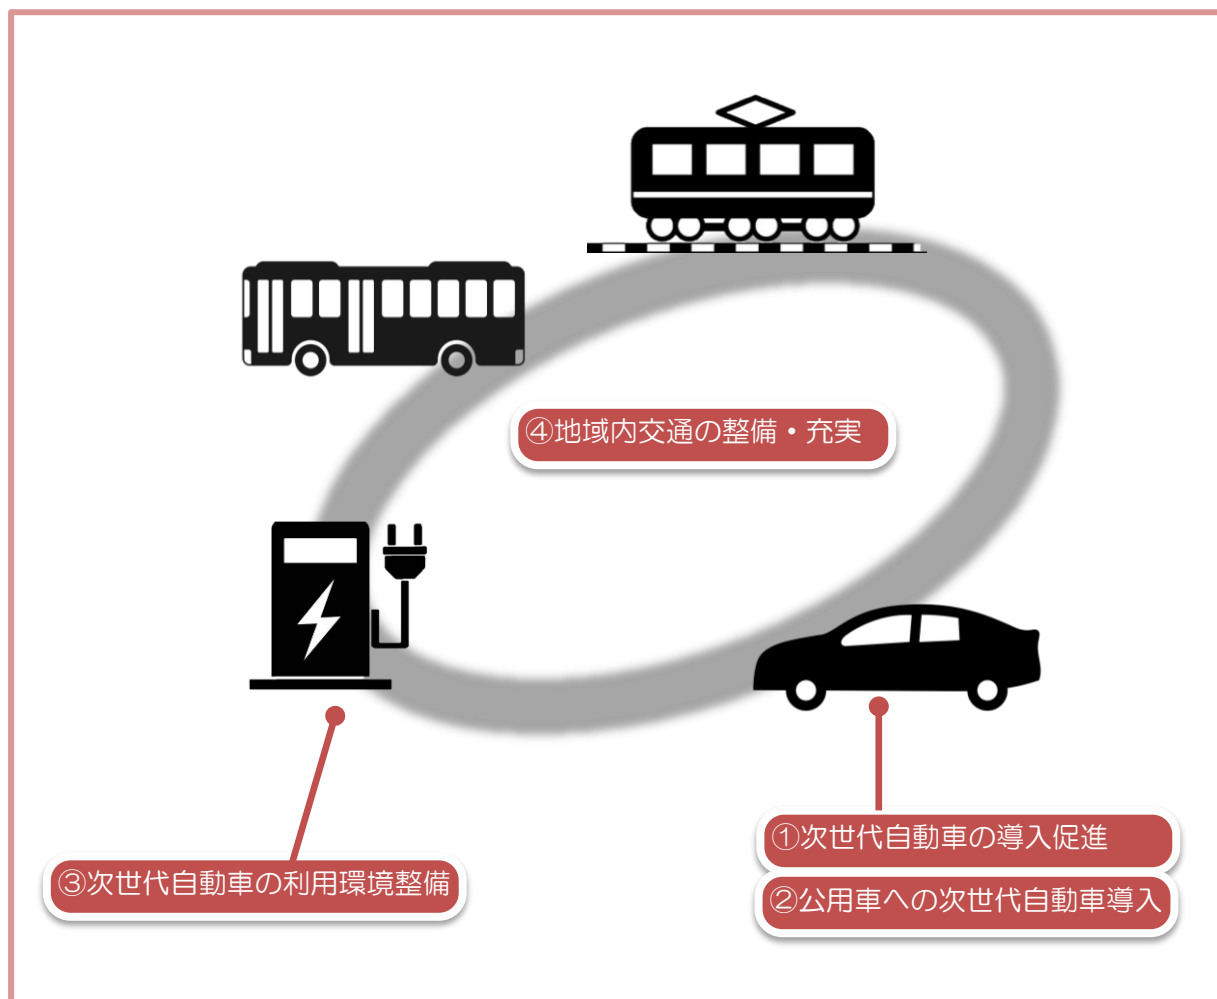 ④地域内交通の整備・充実
①次世代自動車の導入促進
③次世代自動車の利用環境整備
②公用車への次世代自動車導入